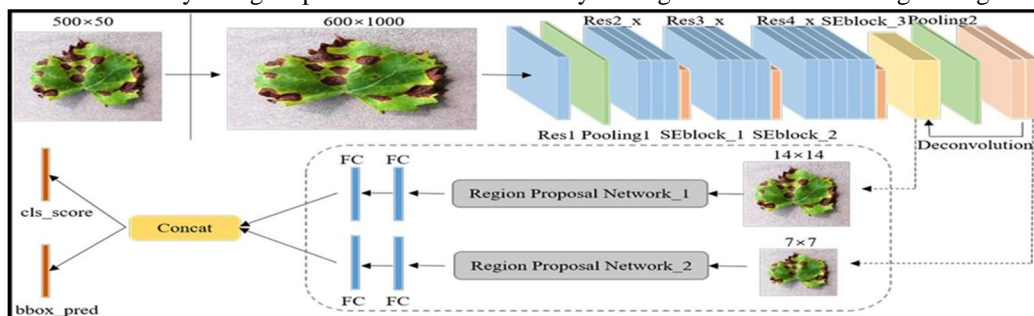 500×50
600×1000
Res2_x
Res3_x
Res4_x
SEblock_3
Pooling2
Res1
Pooling1
SEblock_1
SEblock_2
Deconvolution
FC
FC
14×14
Region Proposal Network_1
cls_score
Concat
7×7
Region Proposal Network_2
bbox_pred
FC
FC